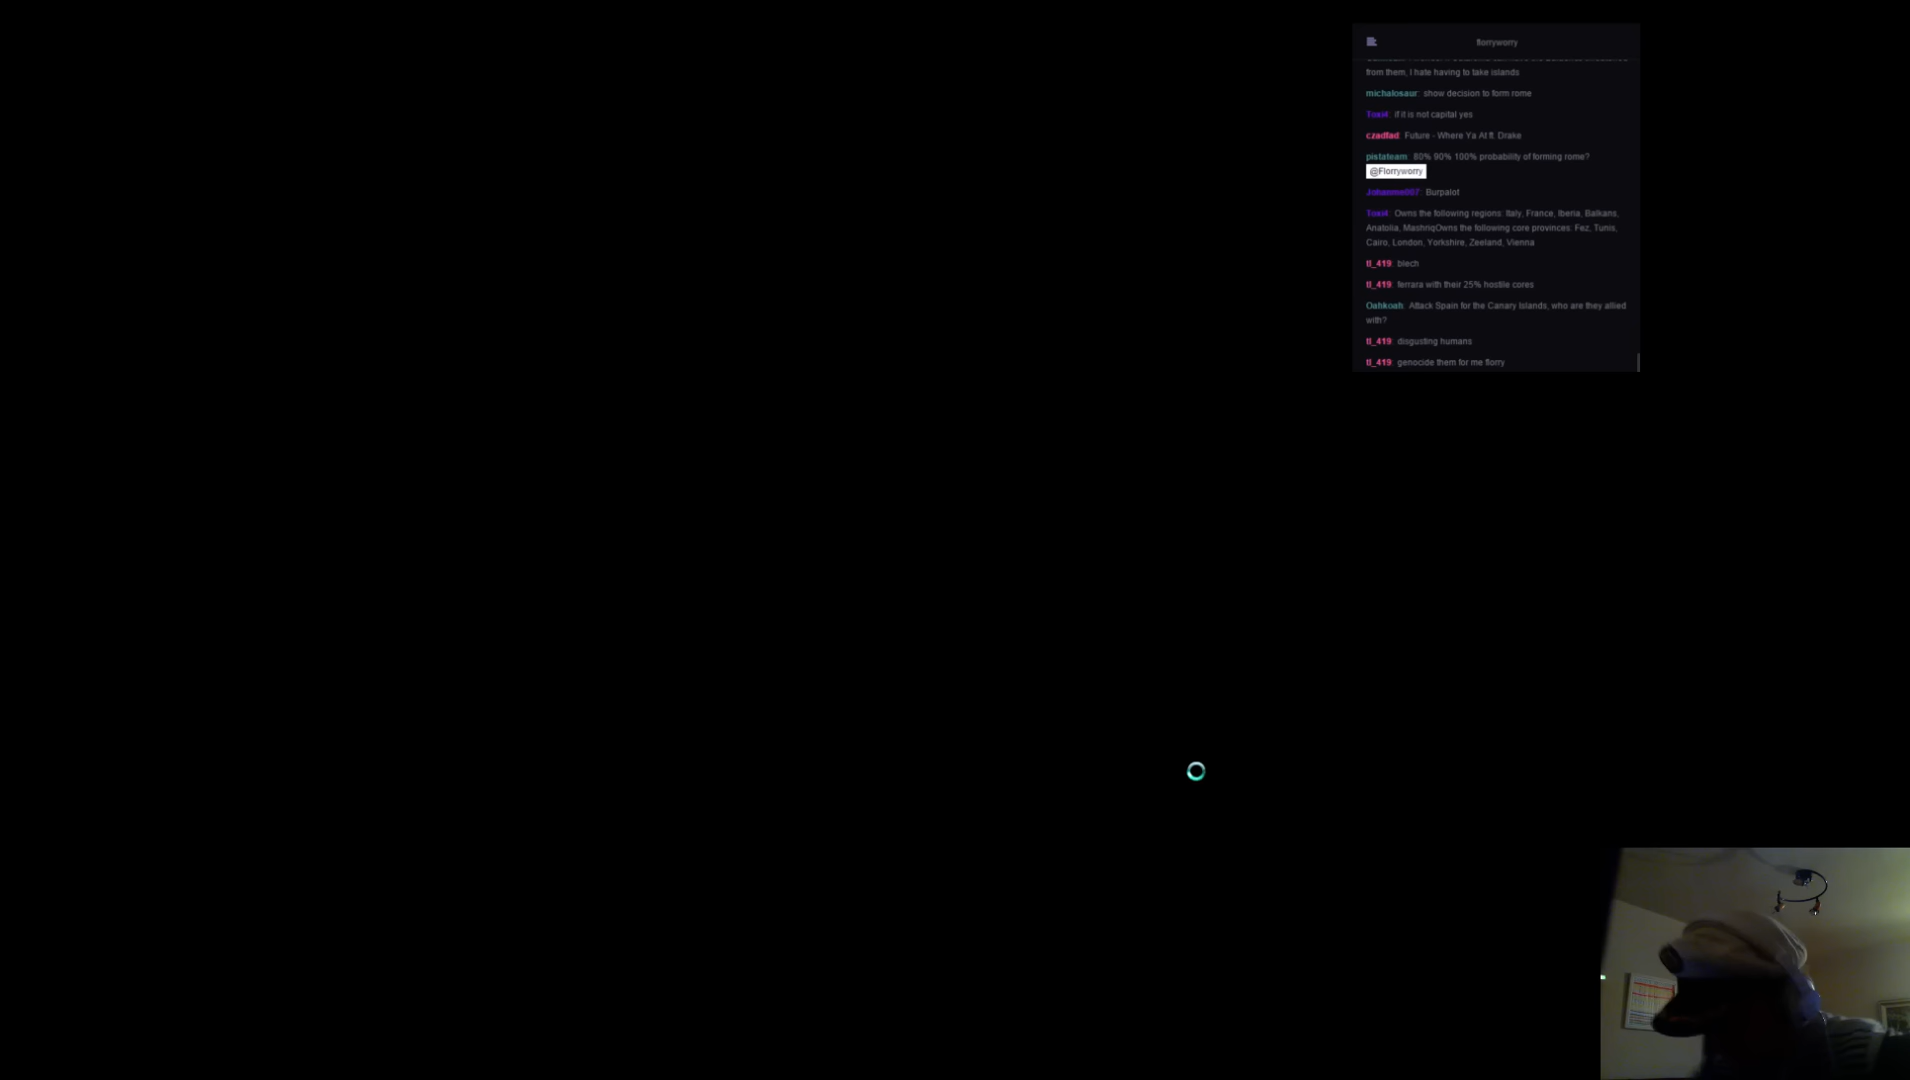 florryworry
from them, I hate having to take islands
michalosaur: show decision to form rome
Toxi4: if it is not capital yes
czadfad: Future - Where Ya At ft. Drake
pistateam: 80% 90% 100% probability of forming rome?
@Florryworry
Johanme007: Burpalot
Toxi4: Owns the following regions: Italy, France, Iberia, Balkans,
Anatolia, MashriqOwns the following core provinces: Fez, Tunis,
Cairo, London, Yorkshire, Zeeland, Vienna
tl_419: blech
tl_419: ferrara with their 25% hostile cores
Oahkoah: Attack Spain for the Canary Islands, who are they allied
with?
tl_419: disgusting humans
tl_419: genocide them for me florry